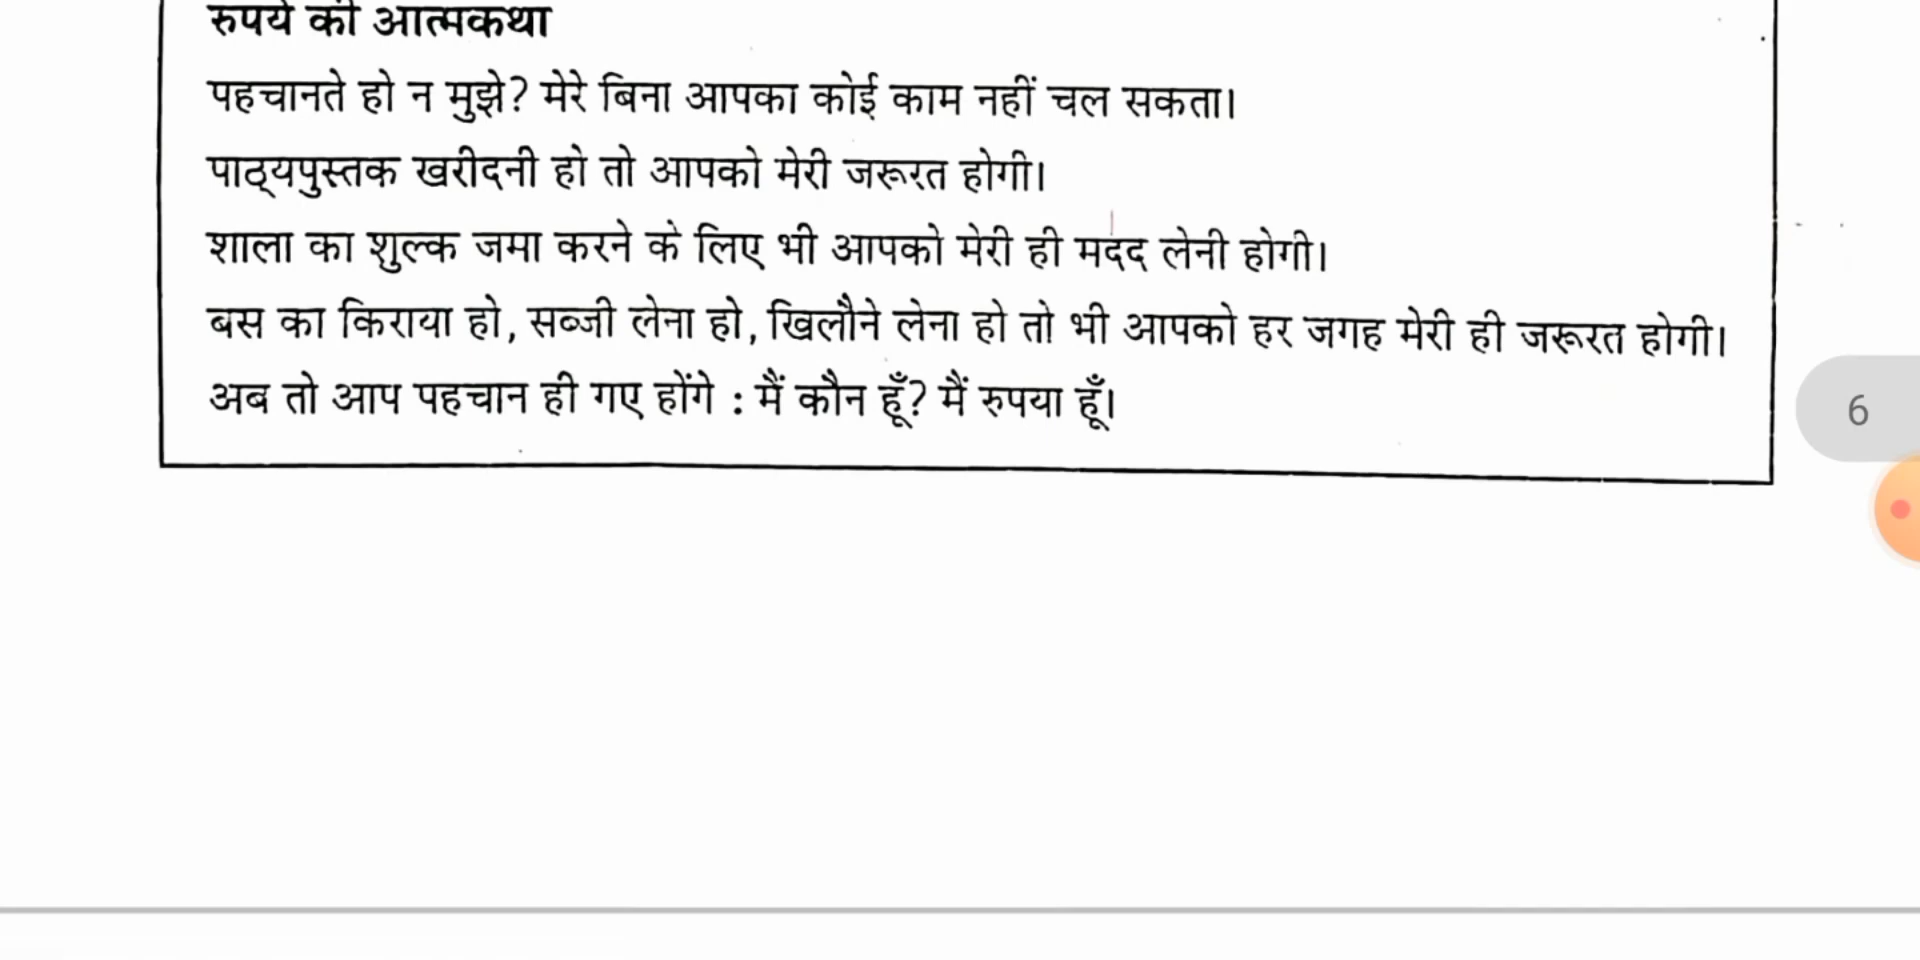 रुपये की आत्मकथा
पहचानते हो न मुझे? मेरे बिना आपका कोई काम नहीं चल सकता।
पाठ्यपुस्तक खरीदनी हो तो आपको मेरी जरूरत होगी।
शाला का शुल्क जमा करने के लिए भी आपको मेरी ही मदद लेनी होगी।
बस का किराया हो, सब्जी लेना हो, खिलौने लेना हो तो भी आपको हर जगह मेरी ही जरूरत होगी।
अब तो आप पहचान ही गए होंगे : मैं कौन हूँ? मैं रुपया हूँ।
6